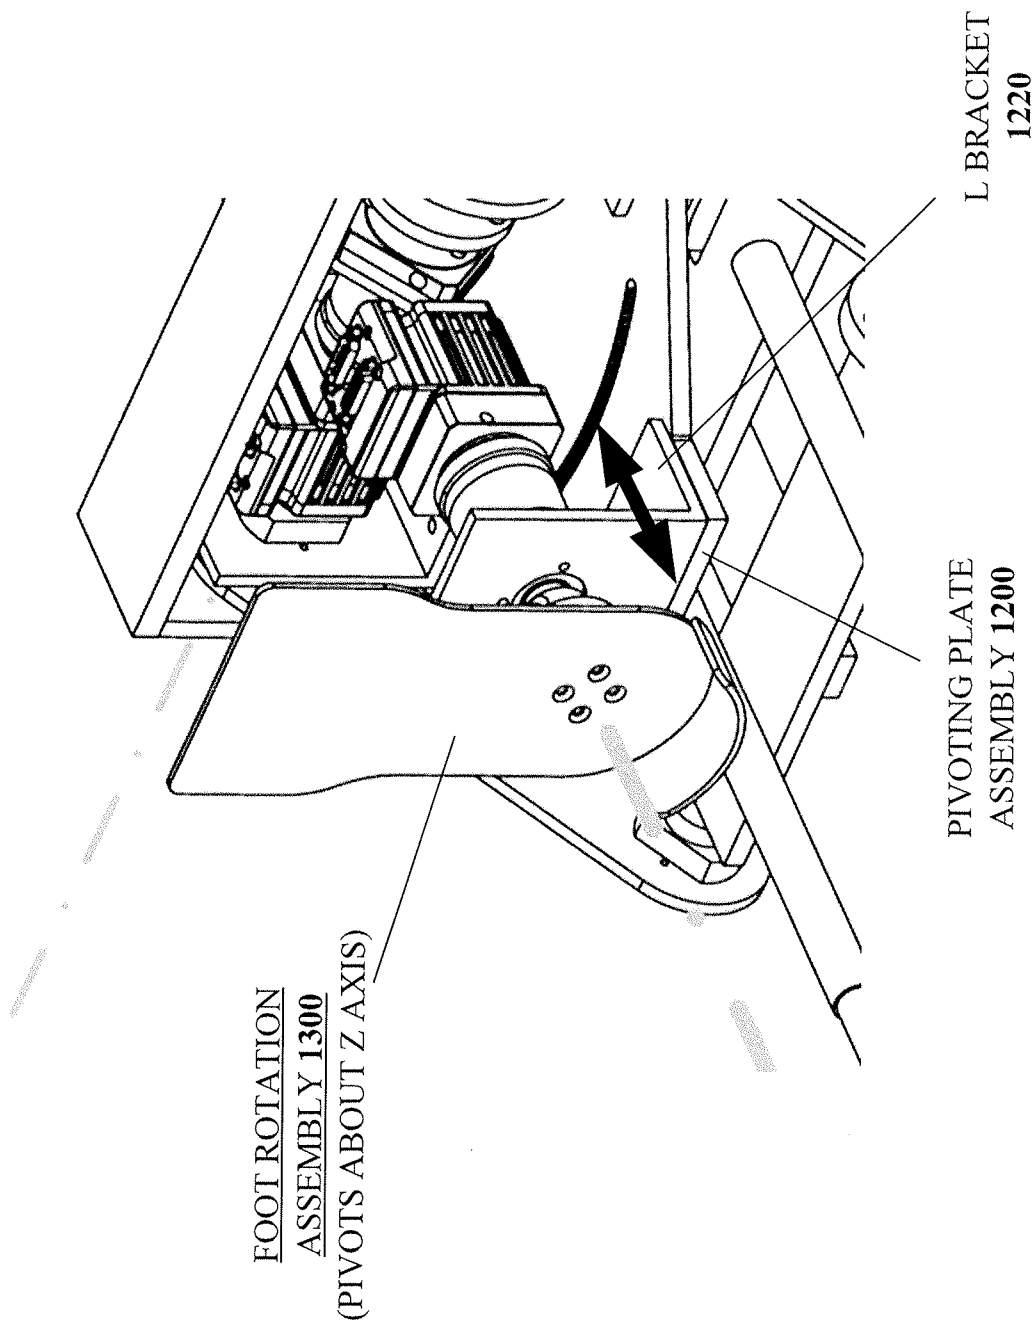 FOOT ROTATION
ASSEMBLY 1300
(PIVOTS ABOUT Z AXIS)
PIVOTING PLATE
ASSEMBLY 1200
L BRACKET
1220